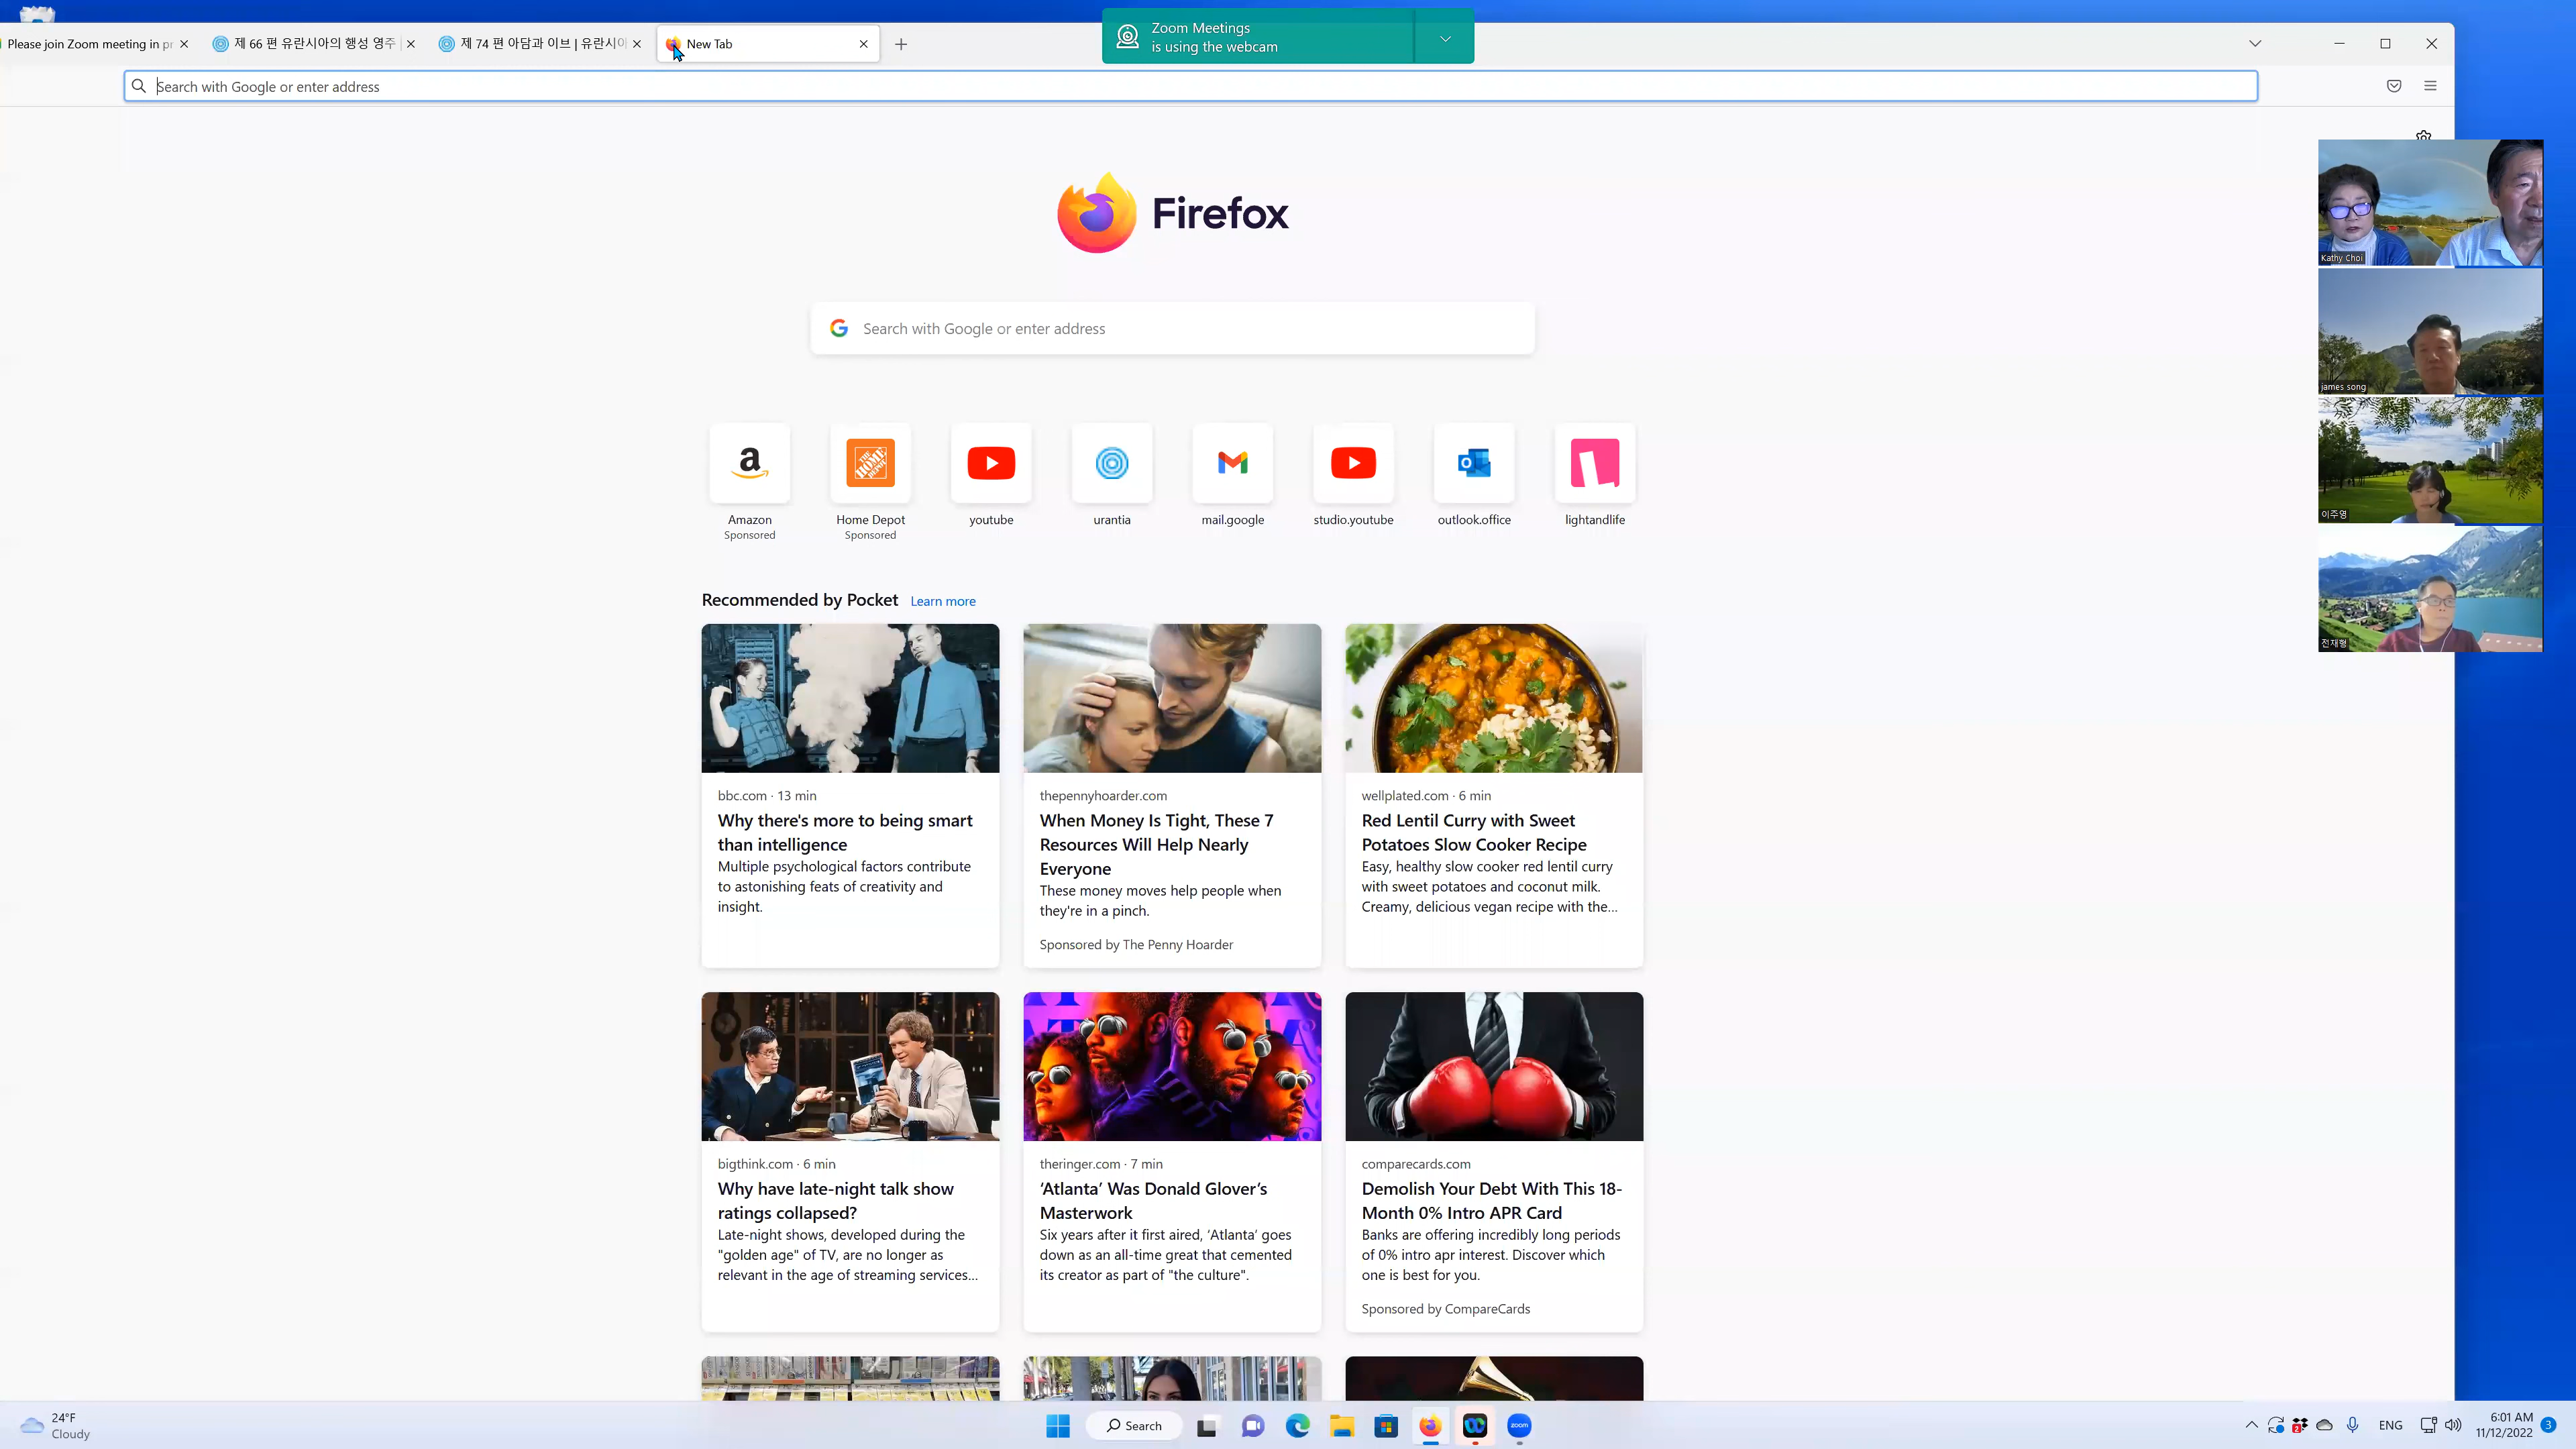 Please join Zoom meeting in pr
제 66 편 유란시아의 행성 영주
제 74 편 아담과 이브 | 유란시아
New Tab
Zoom Meetings
is using the webcam
Search with Google or enter address
Firefox
Search with Google or enter address
Kathy Choi
james song
이주영
전재형
a
THE HOME DEPOT
Amazon
Sponsored
Home Depot
Sponsored
youtube
urantia
mail.google
studio.youtube
outlook.office
lightandlife
Recommended by Pocket Learn more
bbc.com · 13 min
Why there's more to being smart
than intelligence
Multiple psychological factors contribute
to astonishing feats of creativity and
insight.
thepennyhoarder.com
When Money Is Tight, These 7
Resources Will Help Nearly
Everyone
These money moves help people when
they're in a pinch.
Sponsored by The Penny Hoarder
wellplated.com · 6 min
Red Lentil Curry with Sweet
Potatoes Slow Cooker Recipe
Easy, healthy slow cooker red lentil curry
with sweet potatoes and coconut milk.
Creamy, delicious vegan recipe with the...
bigthink.com · 6 min
Why have late-night talk show
ratings collapsed?
Late-night shows, developed during the
"golden age" of TV, are no longer as
relevant in the age of streaming services...
theringer.com · 7 min
‘Atlanta’ Was Donald Glover’s
Masterwork
Six years after it first aired, ‘Atlanta’ goes
down as an all-time great that cemented
its creator as part of "the culture".
comparecards.com
Demolish Your Debt With This 18-
Month 0% Intro APR Card
Banks are offering incredibly long periods
of 0% intro apr interest. Discover which
one is best for you.
Sponsored by CompareCards
24°F
Cloudy
Search
zoom
ENG
6:01 AM
11/12/2022
3